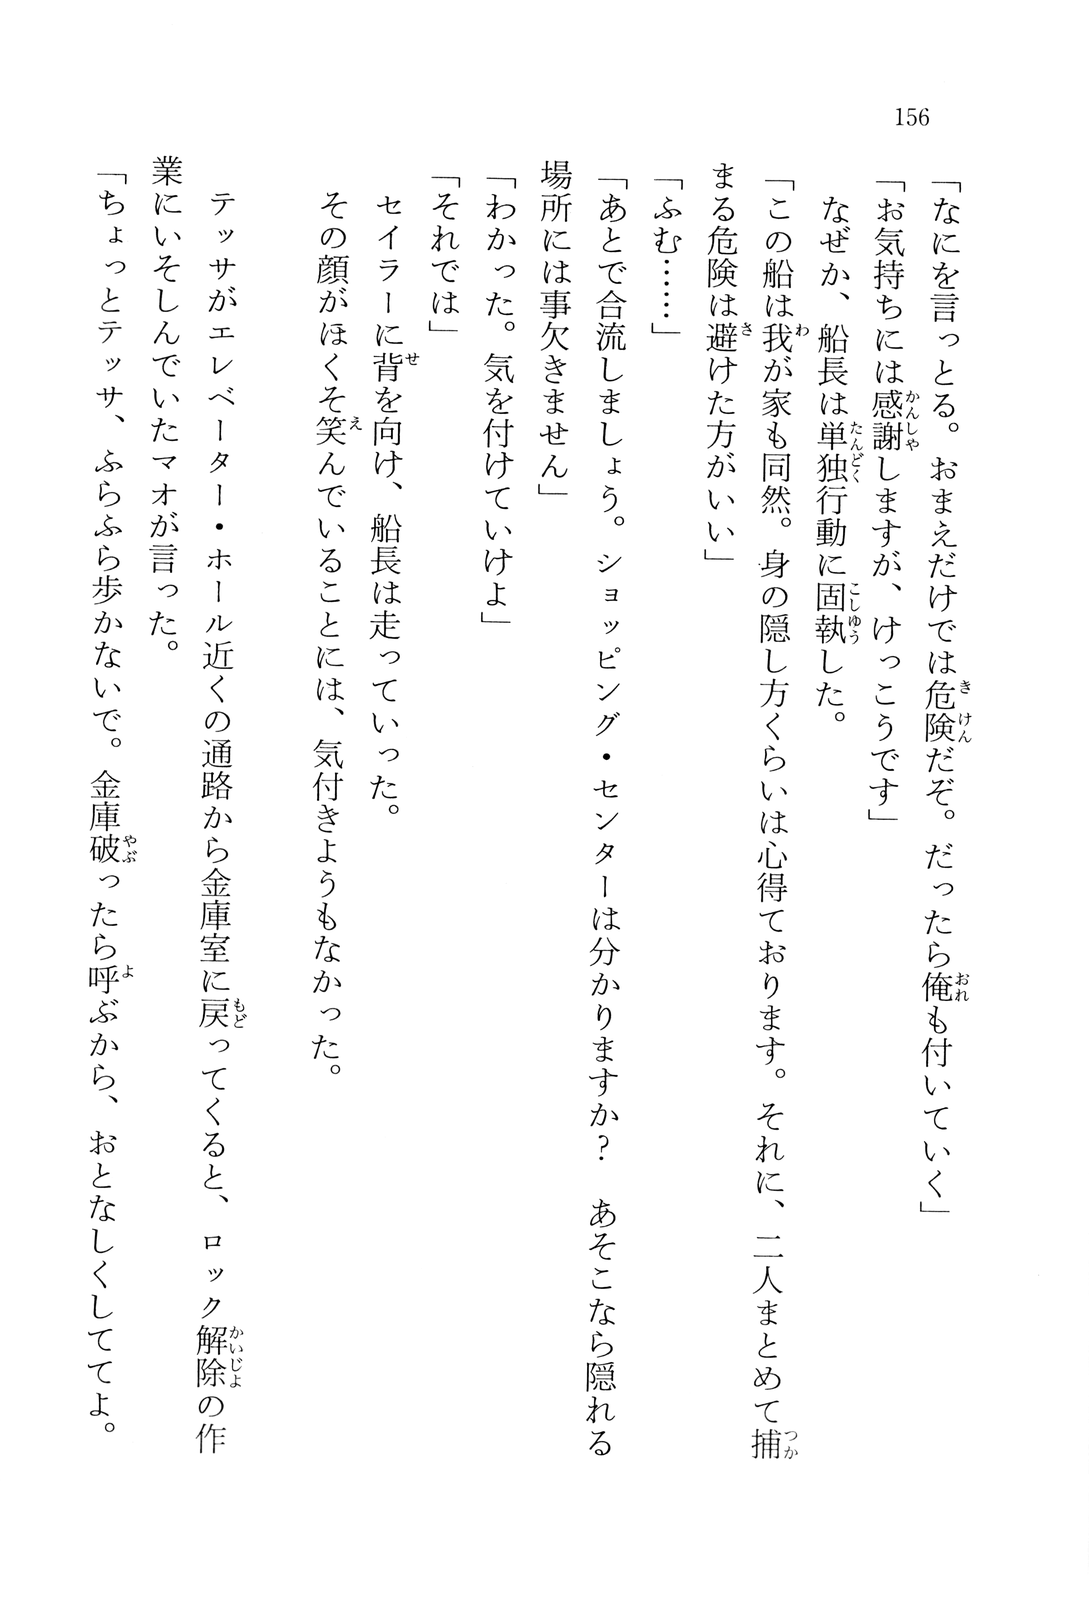 156
「なにを言っとる。おまえだけでは危険だぞ。だったら俺も付いていく」
「お気持ちには感謝しますが、けっこうです」
なぜか、船長は単独行動に固執した。
「この船は我が家も同然。身の隠し方くらいは心得ております。それに、二人まとめて捕
まる危険は避けた方がいい」
「ふむ……」
「あとで合流しましょう。ショッピング・センターは分かりますか？　あそこなら隠れる
場所には事欠きません」
「わかった。気を付けていけよ」
「それでは」
セイラーに背を向け、船長は走っていった。
その顔がほくそ笑んでいることには、気付きようもなかった。
テッサがエレベーター・ホール近くの通路から金庫室に戻ってくると、ロック解除の作
業にいそしんでいたマオが言った。
「ちょっとテッサ、ふらふら歩かないで。金庫破ったら呼ぶから、おとなしくしててよ。